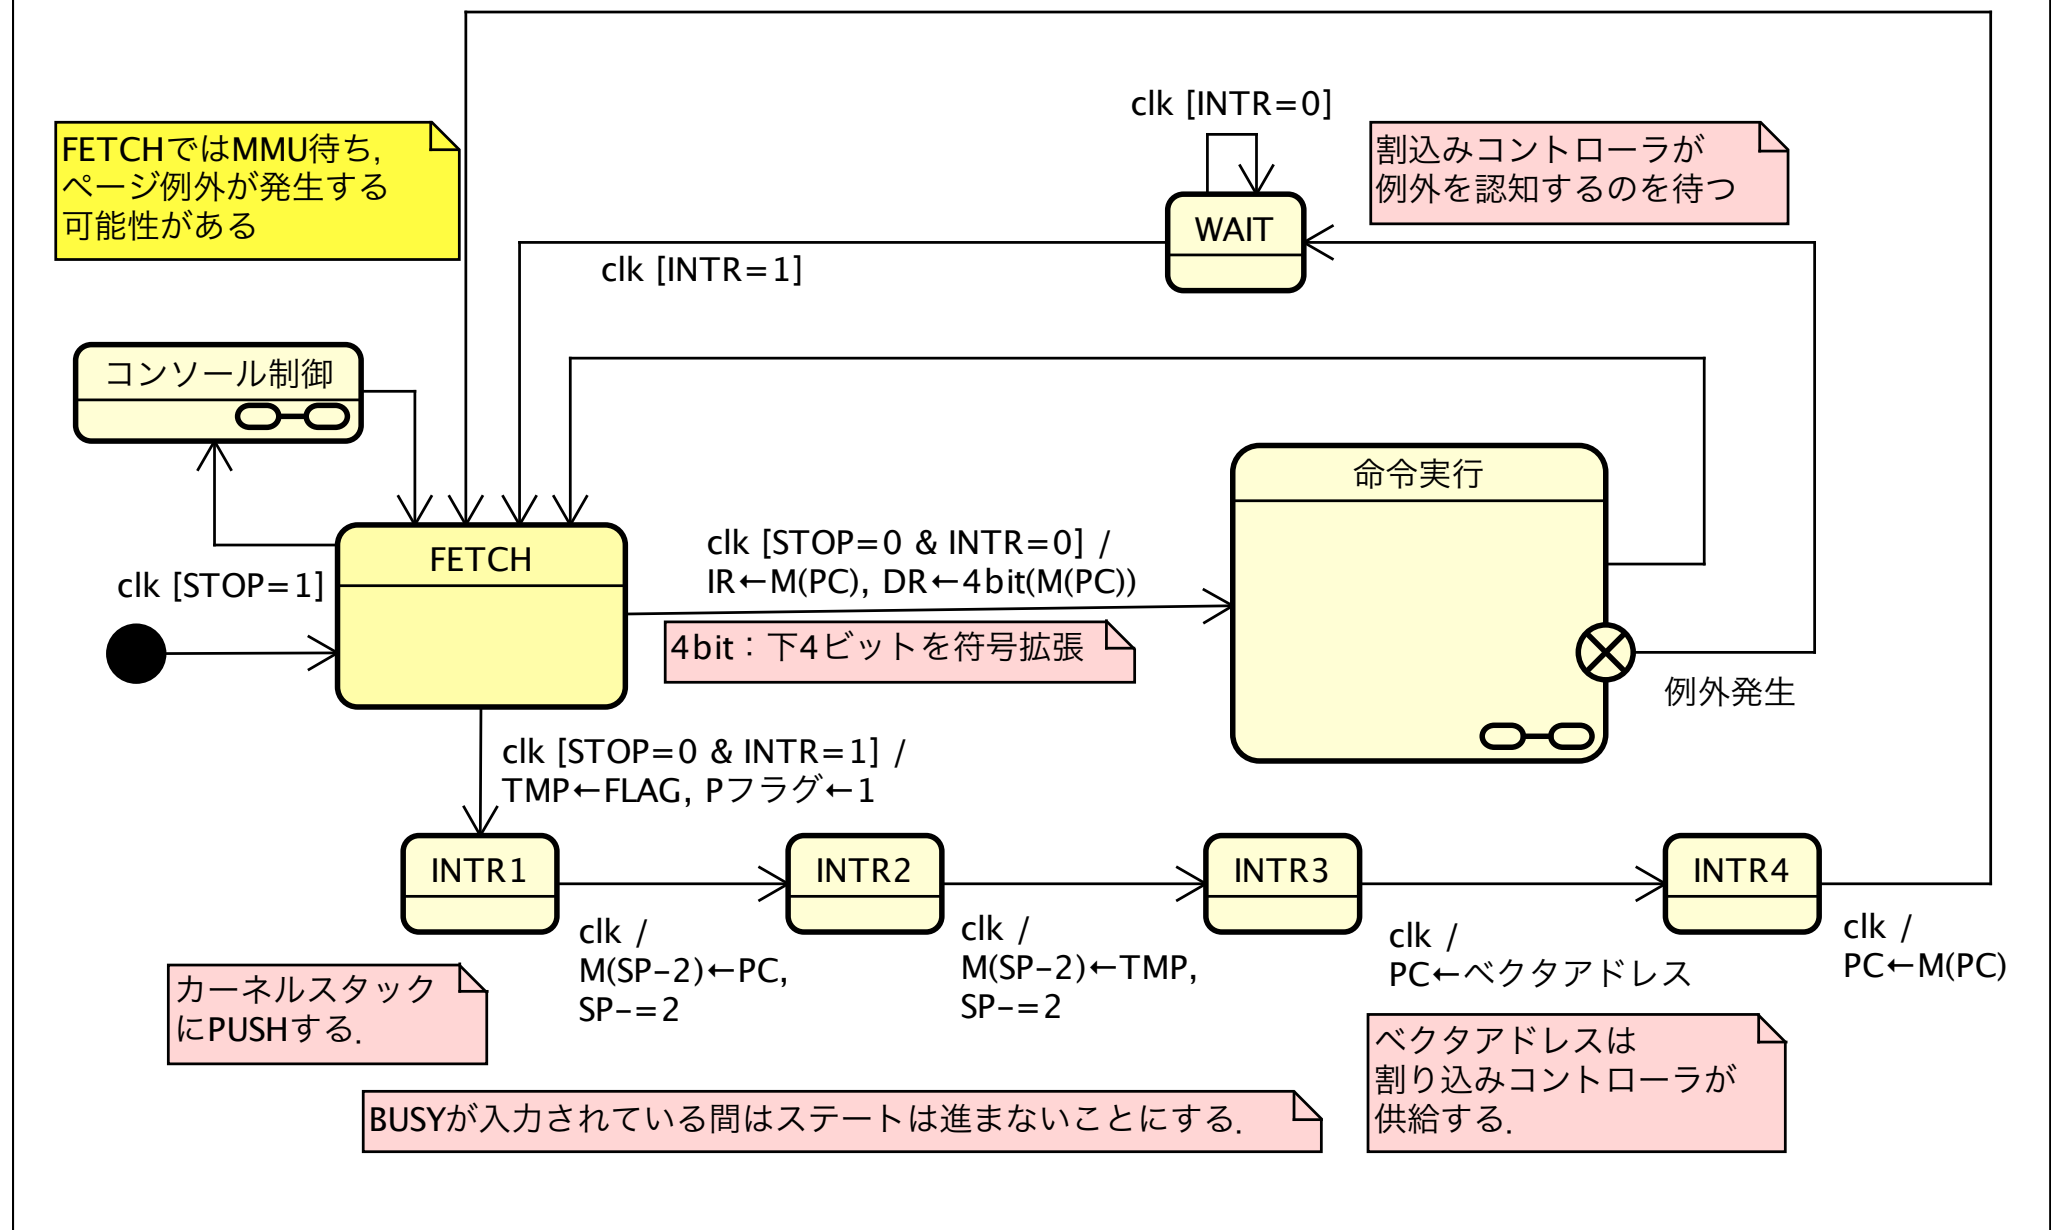 clk [INTR=0]
FETCHではMMU待ち,
ページ例外が発生する
可能性がある
割込みコントローラが
例外を認知するのを待つ
WAIT
clk [INTR=1]
コンソール制御
命令実行
FETCH
clk [STOP=0 & INTR=0] /
IR←M(PC), DR←4bit(M(PC))
clk [STOP=1]
4bit：下4ビットを符号拡張
例外発生
clk [STOP=0 & INTR=1] /
TMP←FLAG, Pフラグ←1
INTR1
INTR2
INTR3
INTR4
clk /
M(SP-2)←PC,
SP-=2
clk /
M(SP-2)←TMP,
SP-=2
clk /
PC←ベクタアドレス
clk /
PC←M(PC)
カーネルスタック
にPUSHする.
ベクタアドレスは
割り込みコントローラが
供給する.
BUSYが入力されている間はステートは進まないことにする.